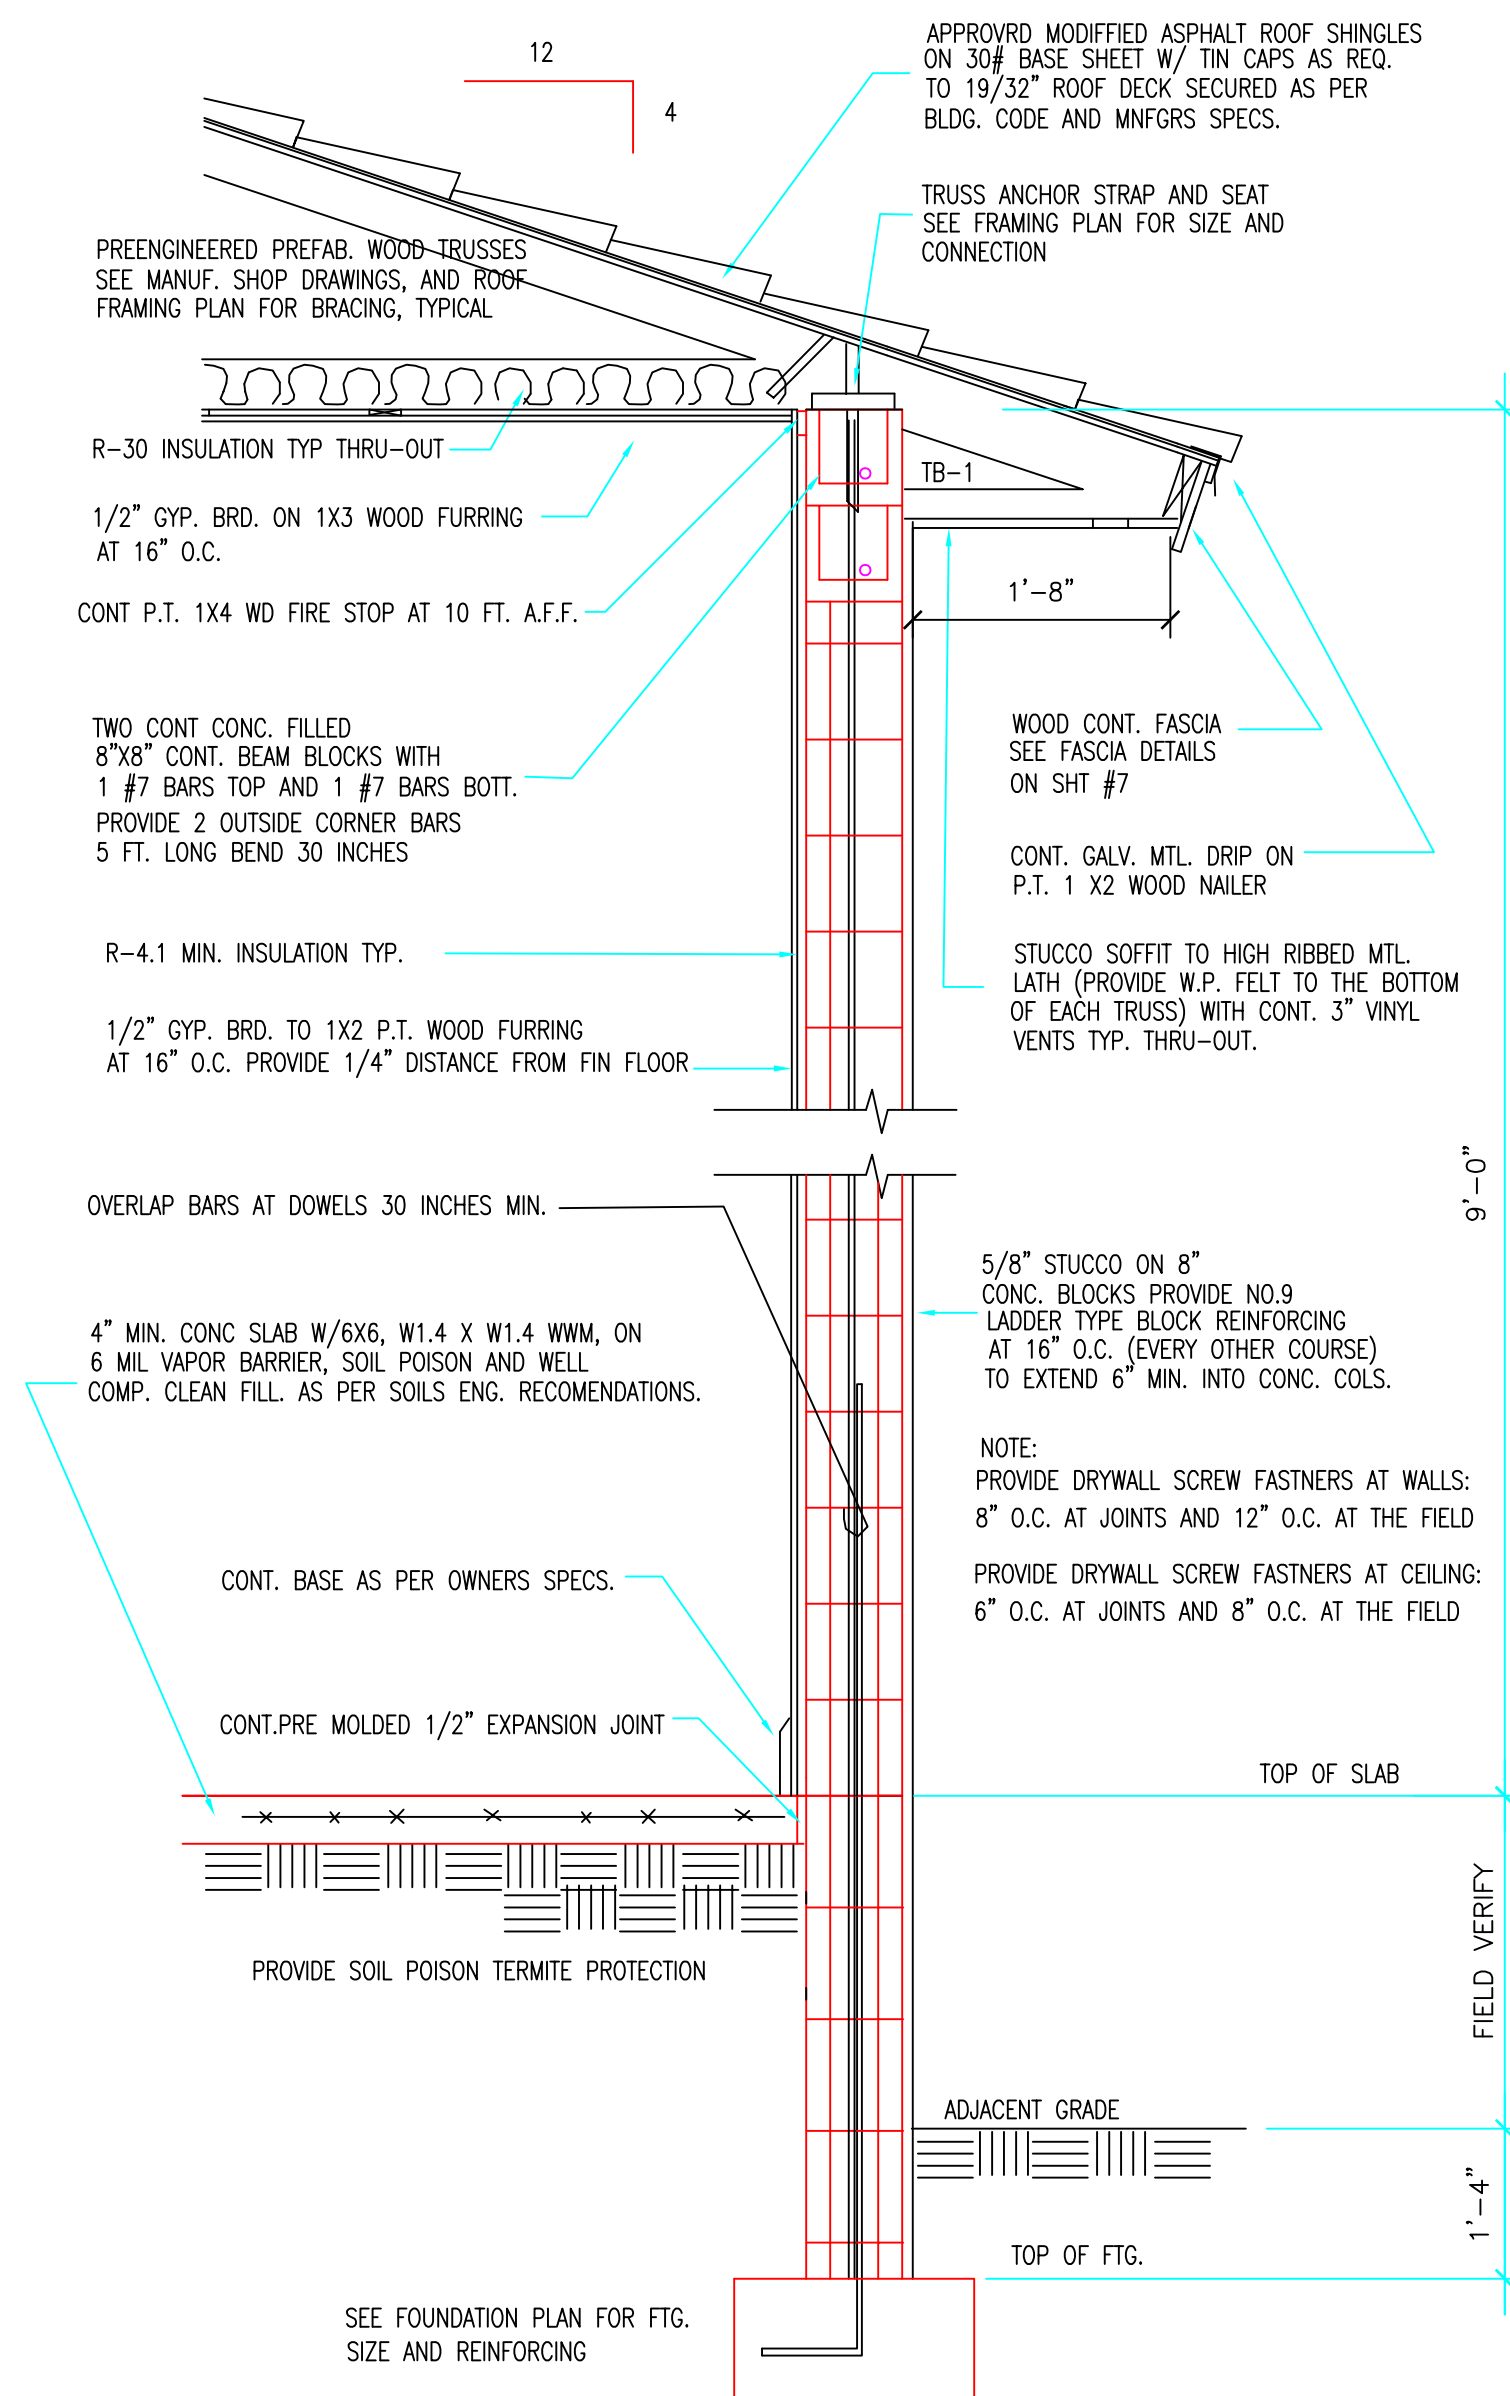 12
4
APPROVRD MODIFFIED ASPHALT ROOF SHINGLES
ON 30# BASE SHEET W/ TIN CAPS AS REQ.
TO 19/32" ROOF DECK SECURED AS PER
BLDG. CODE AND MNFGRS SPECS.
TRUSS ANCHOR STRAP AND SEAT
SEE FRAMING PLAN FOR SIZE AND
CONNECTION
PREENGINEERED PREFAB. WOOD TRUSSES
SEE MANUF. SHOP DRAWINGS, AND ROOF
FRAMING PLAN FOR BRACING, TYPICAL
R-30 INSULATION TYP THRU-OUT
TB-1
1/2" GYP. BRD. ON 1X3 WOOD FURRING
AT 16" O.C.
1'-8"
CONT P.T. 1X4 WD FIRE STOP AT 10 FT. A.F.F.
TWO CONT CONC. FILLED
8"X8" CONT. BEAM BLOCKS WITH
1 #7 BARS TOP AND 1 #7 BARS BOTT.
PROVIDE 2 OUTSIDE CORNER BARS
5 FT. LONG BEND 30 INCHES
WOOD CONT. FASCIA
SEE FASCIA DETAILS
ON SHT #7
CONT. GALV. MTL. DRIP ON
P.T. 1 X2 WOOD NAILER
R-4.1 MIN. INSULATION TYP.
STUCCO SOFFIT TO HIGH RIBBED MTL.
LATH (PROVIDE W.P. FELT TO THE BOTTOM
OF EACH TRUSS) WITH CONT. 3" VINYL
VENTS TYP. THRU-OUT.
1/2" GYP. BRD. TO 1X2 P.T. WOOD FURRING
AT 16" O.C. PROVIDE 1/4" DISTANCE FROM FIN FLOOR
9'-0"
OVERLAP BARS AT DOWELS 30 INCHES MIN.
5/8" STUCCO ON 8"
CONC. BLOCKS PROVIDE NO.9
LADDER TYPE BLOCK REINFORCING
AT 16" O.C. (EVERY OTHER COURSE)
TO EXTEND 6" MIN. INTO CONC. COLS.
4" MIN. CONC SLAB W/6X6, W1.4 X W1.4 WWM, ON
6 MIL VAPOR BARRIER, SOIL POISON AND WELL
COMP. CLEAN FILL. AS PER SOILS ENG. RECOMENDATIONS.
NOTE:
PROVIDE DRYWALL SCREW FASTNERS AT WALLS:
8" O.C. AT JOINTS AND 12" O.C. AT THE FIELD
PROVIDE DRYWALL SCREW FASTNERS AT CEILING:
6" O.C. AT JOINTS AND 8" O.C. AT THE FIELD
CONT. BASE AS PER OWNERS SPECS.
CONT.PRE MOLDED 1/2" EXPANSION JOINT
TOP OF SLAB
FIELD VERIFY
PROVIDE SOIL POISON TERMITE PROTECTION
ADJACENT GRADE
1'-4"
TOP OF FTG.
SEE FOUNDATION PLAN FOR FTG.
SIZE AND REINFORCING